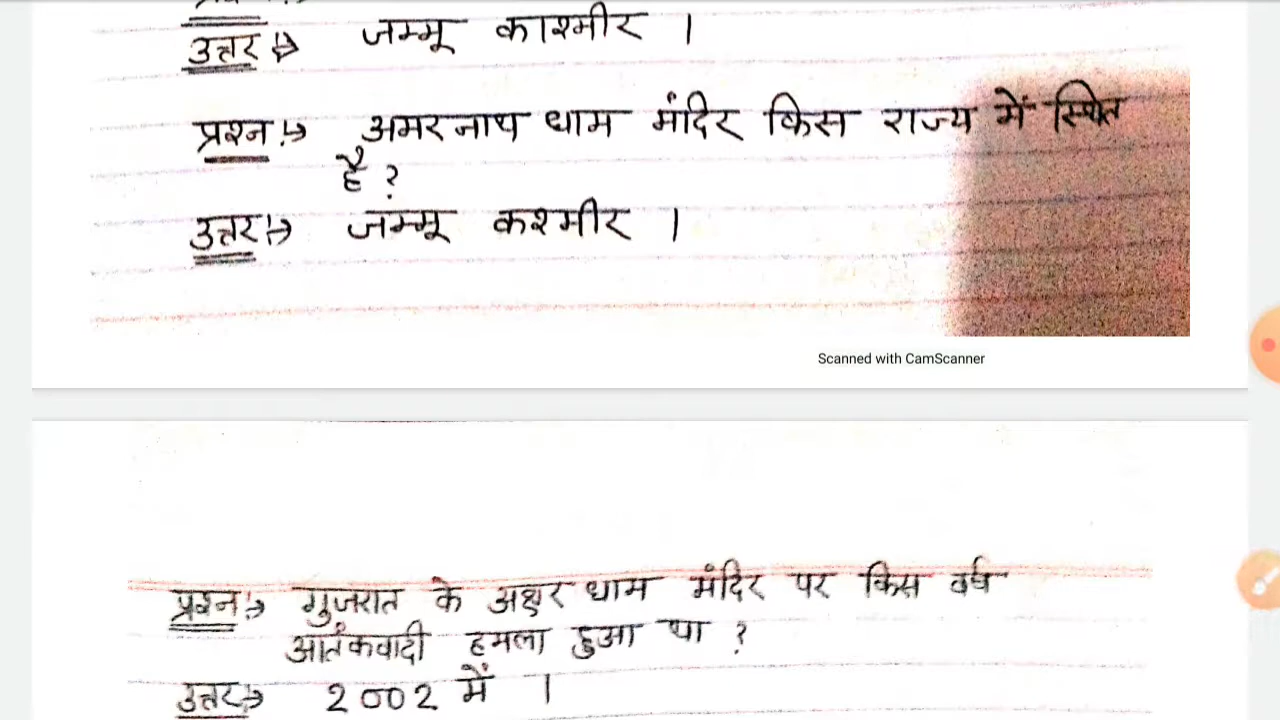 उत्तर :→ जम्मू काश्मीर ।
प्रश्न :→ अमरनाथ धाम मंदिर किस राज्य में स्थित
है ?
उत्तर :→ जम्मू कश्मीर ।
Scanned with CamScanner
प्रश्न :→ गुजरात के अक्षर धाम मंदिर पर किस वर्ष
आतंकवादी हमला हुआ था ?
उत्तर :→ 2002 में ।